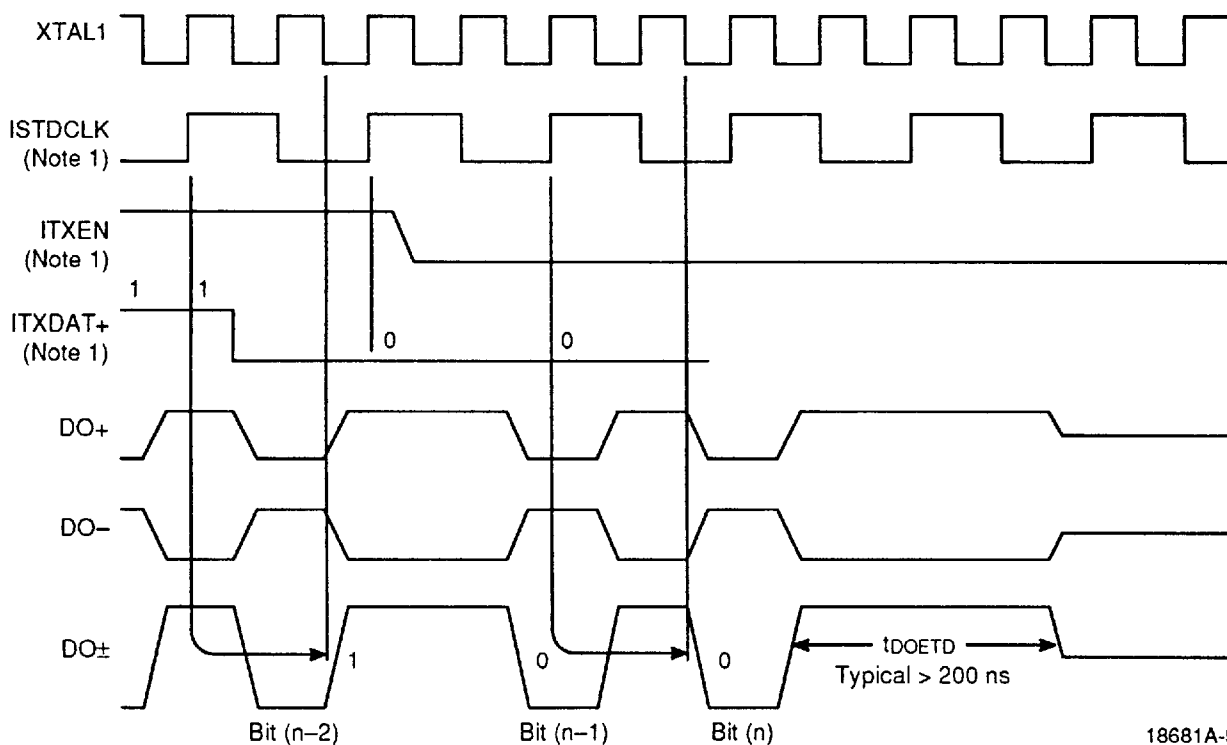 XTAL1
ISTDCLK
(Note 1)
ITXEN
(Note 1)
1 1
ITXDAT+
(Note 1)
0 0
DO+
DO–
DO±
1 0 0
tDOETD
Typical > 200 ns
Bit (n–2) Bit (n–1) Bit (n)